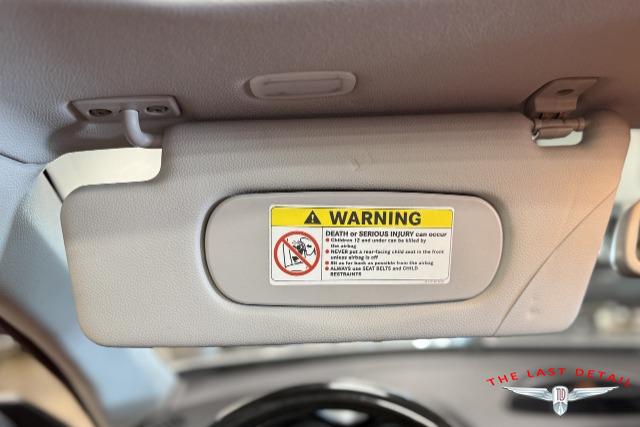 WARNING
DEATH or SERIOUS INJURY can occur
Children 12 and under can be killed by
the airbag
NEVER put a rear-facing child seat in the front
unless airbag is off
Sit as far back as possible from the airbag
ALWAYS use SEAT BELTS and CHILD
RESTRAINTS
THE LAST DETAIL
TLD